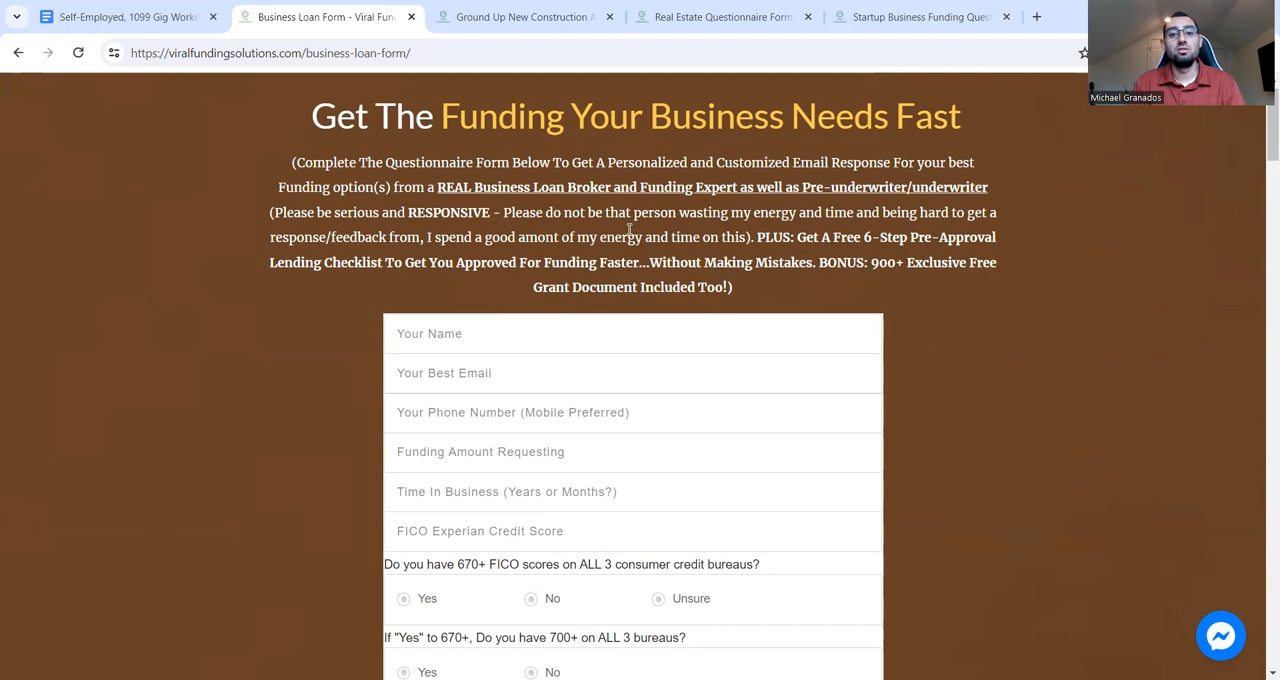 Self-Employed, 1099 Gig Worke
Business Loan Form - Viral Fun
Ground Up New Construction A
Real Estate Questionnaire Form
Startup Business Funding Ques
https://viralfundingsolutions.com/business-loan-form/
Michael Granados
Get The Funding Your Business Needs Fast
(Complete The Questionnaire Form Below To Get A Personalized and Customized Email Response For your best
Funding option(s) from a REAL Business Loan Broker and Funding Expert as well as Pre-underwriter/underwriter
(Please be serious and RESPONSIVE - Please do not be that person wasting my energy and time and being hard to get a
response/feedback from, I spend a good amont of my energy and time on this). PLUS: Get A Free 6-Step Pre-Approval
Lending Checklist To Get You Approved For Funding Faster...Without Making Mistakes. BONUS: 900+ Exclusive Free
Grant Document Included Too!)
Your Name
Your Best Email
Your Phone Number (Mobile Preferred)
Funding Amount Requesting
Time In Business (Years or Months?)
FICO Experian Credit Score
Do you have 670+ FICO scores on ALL 3 consumer credit bureaus?
Yes No Unsure
If "Yes" to 670+, Do you have 700+ on ALL 3 bureaus?
Yes No